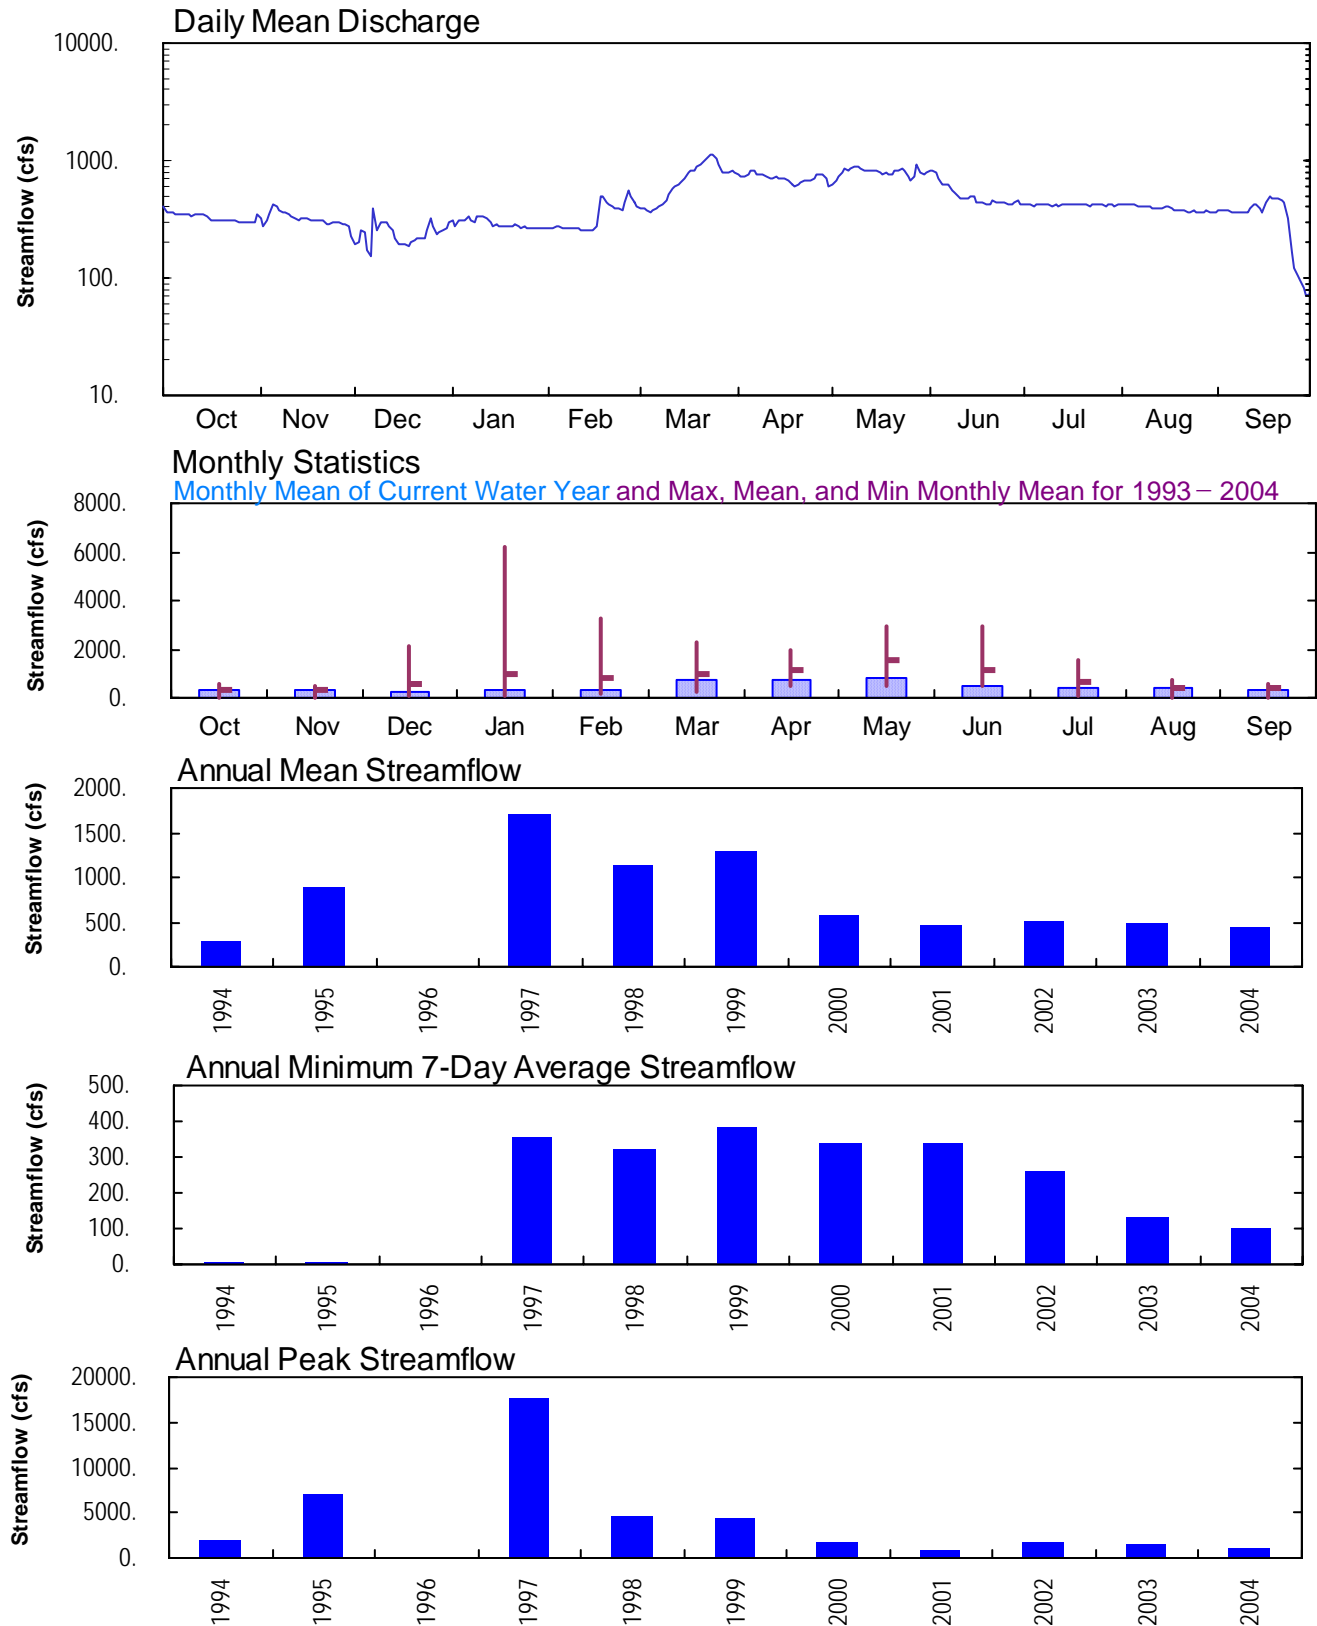 Daily Mean Discharge
Streamflow (cfs)
10000.
1000.
100.
10.
Oct Nov Dec Jan Feb Mar Apr May Jun Jul Aug Sep
Monthly Statistics
Monthly Mean of Current Water Year and Max, Mean, and Min Monthly Mean for 1993 – 2004
Streamflow (cfs)
8000.
6000.
4000.
2000.
0.
Oct Nov Dec Jan Feb Mar Apr May Jun Jul Aug Sep
Annual Mean Streamflow
Streamflow (cfs)
2000.
1500.
1000.
500.
0.
1994 1995 1996 1997 1998 1999 2000 2001 2002 2003 2004
Annual Minimum 7-Day Average Streamflow
Streamflow (cfs)
500.
400.
300.
200.
100.
0.
1994 1995 1996 1997 1998 1999 2000 2001 2002 2003 2004
Annual Peak Streamflow
Streamflow (cfs)
20000.
15000.
10000.
5000.
0.
1994 1995 1996 1997 1998 1999 2000 2001 2002 2003 2004